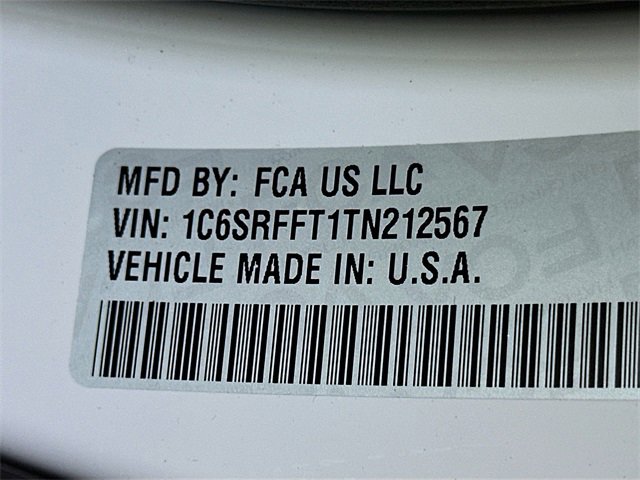 MFD BY: FCA US LLC
VIN: 1C6SRFFT1TN212567
VEHICLE MADE IN: U.S.A.